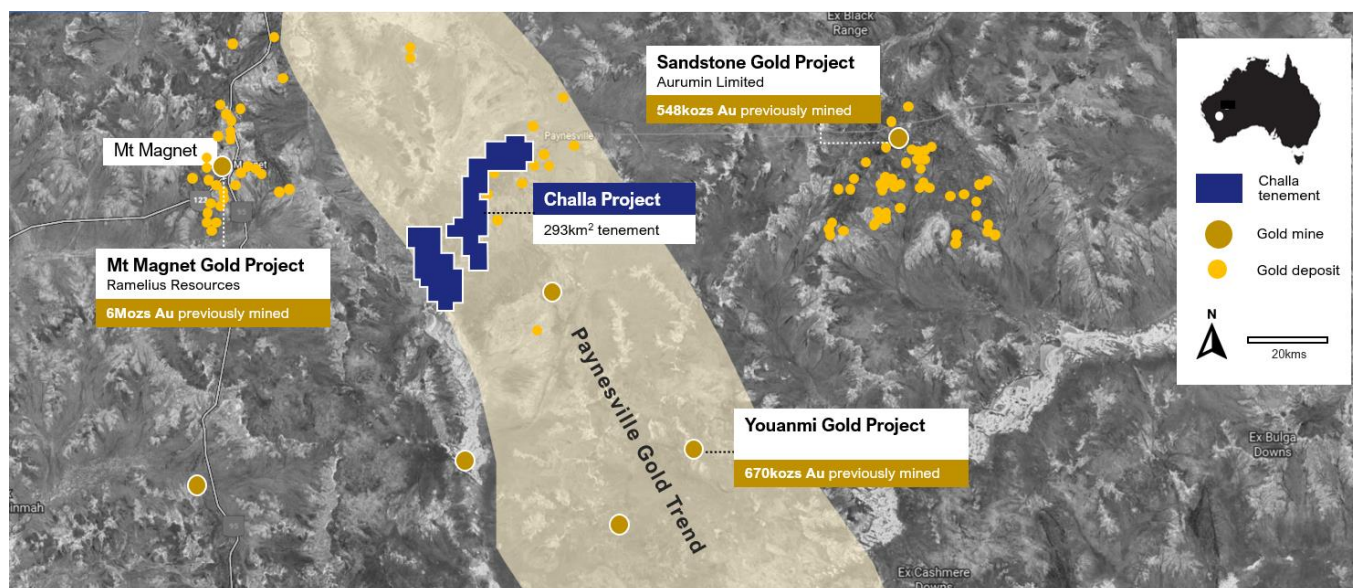 Ex Black
Range
Sandstone Gold Project
Aurumin Limited
548kozs Au previously mined
Paynesville
Mt Magnet
123
Challa Project
293km² tenement
Mt Magnet Gold Project
Ramelius Resources
6Mozs Au previously mined
Paynesville Gold Trend
Youanmi Gold Project
670kozs Au previously mined
Ex Bulga
Downs
Ex Cashmere
Downs
Challa
tenement
Gold mine
Gold deposit
N
20kms